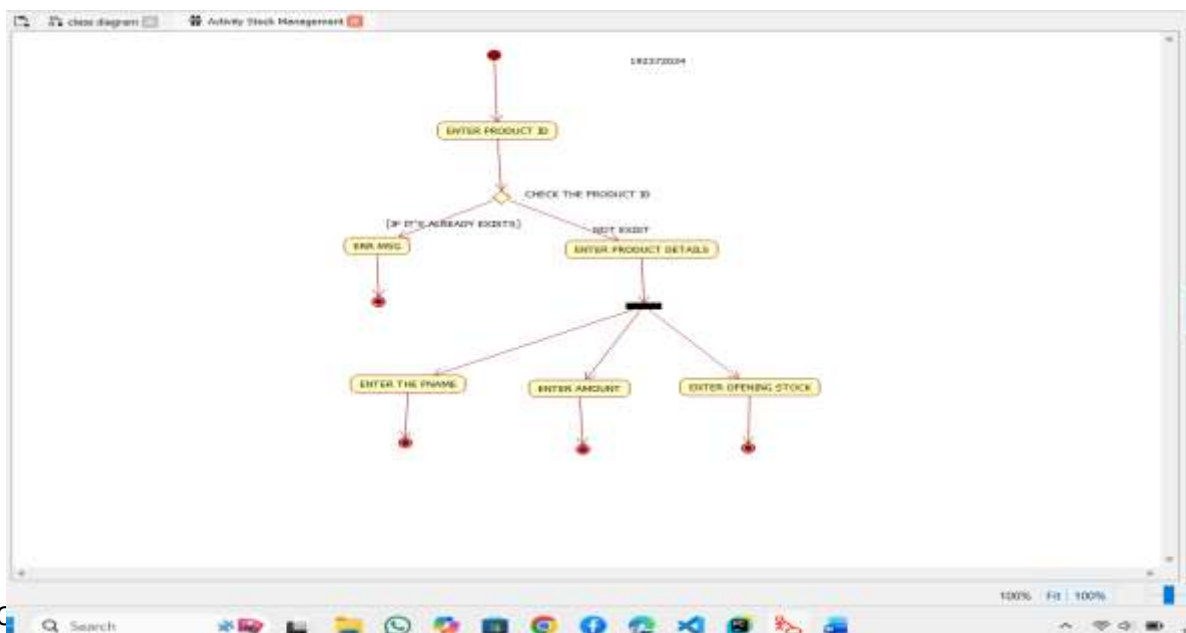 class diagram
Activity Stock Management
192372034
ENTER PRODUCT ID
CHECK THE PRODUCT ID
[IF IT'S ALREADY EXISTS]
NOT EXIST
ERR MSG
ENTER PRODUCT DETAILS
ENTER THE PNAME
ENTER AMOUNT
ENTER OPENING STOCK
100% Fit 100%
Search